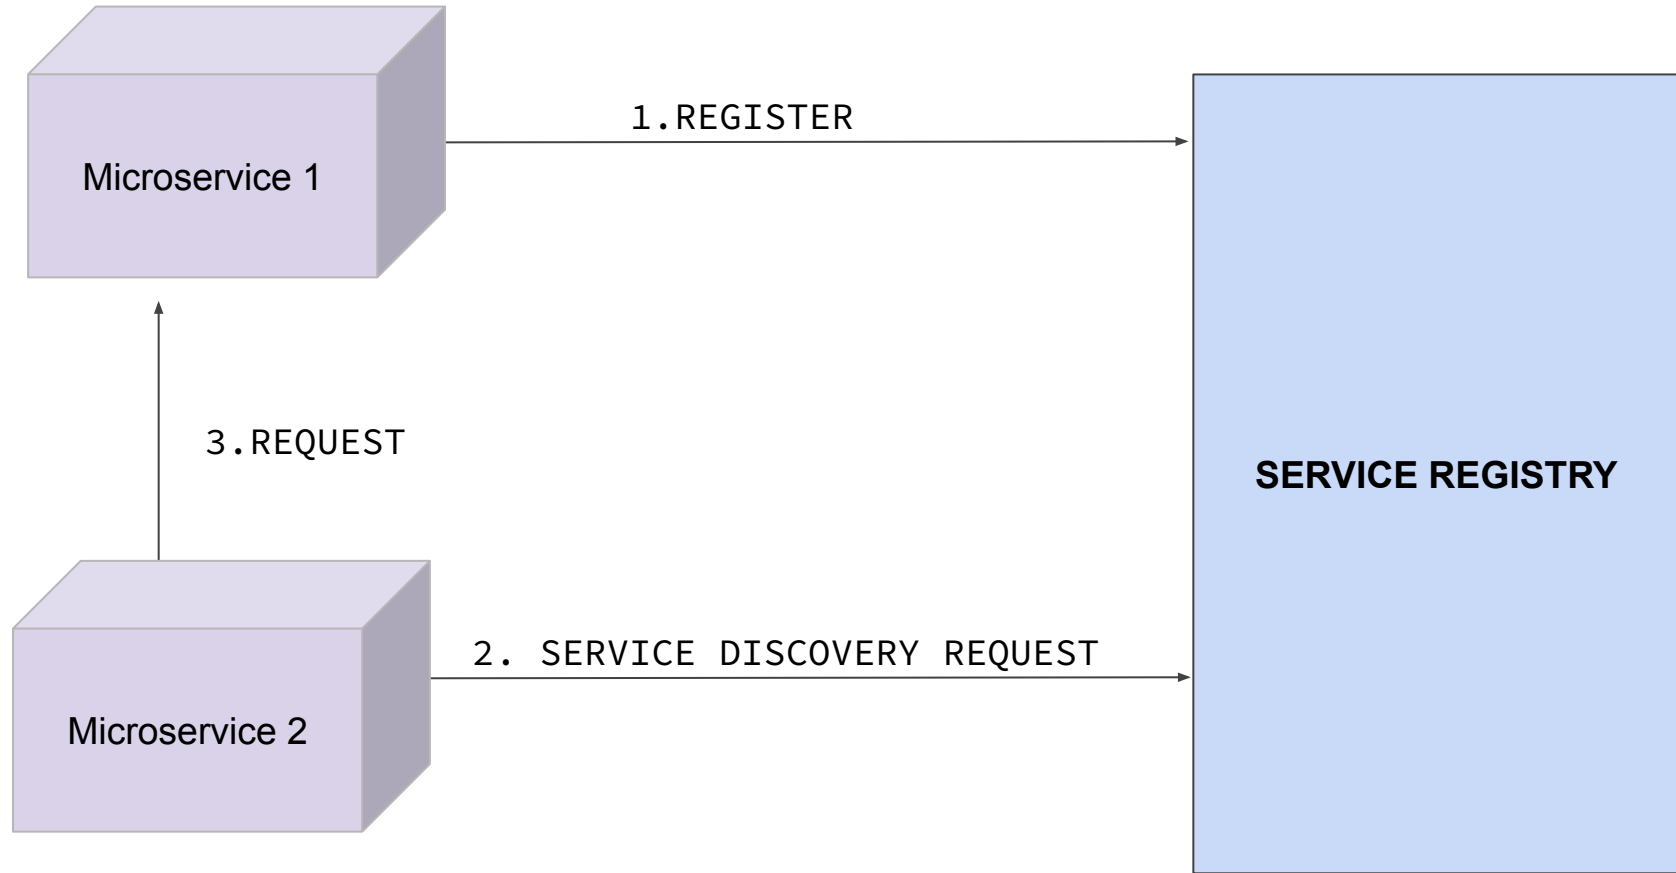 1.REGISTER
Microservice 1
3.REQUEST
SERVICE REGISTRY
2. SERVICE DISCOVERY REQUEST
Microservice 2